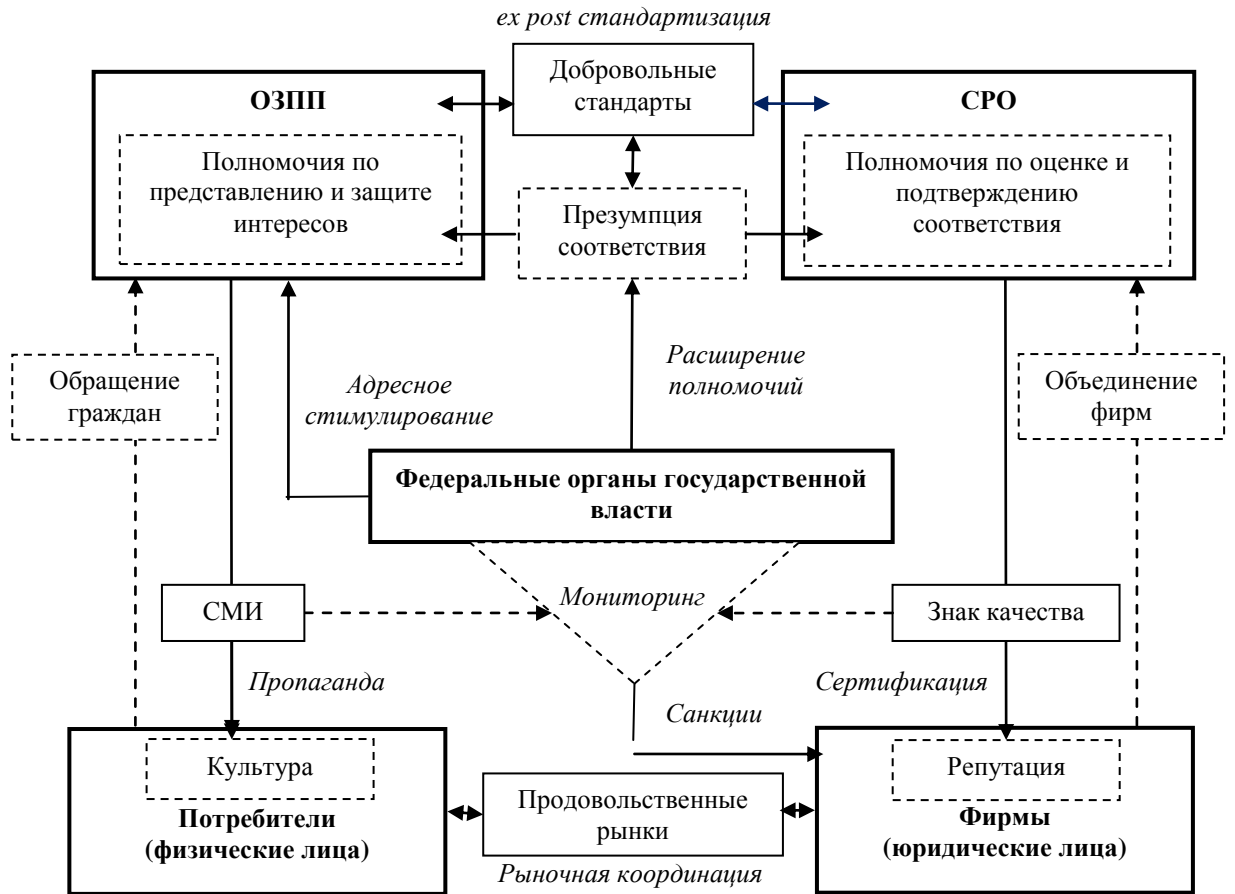 ex post стандартизация
Добровольные
стандарты
ОЗПП
СРО
Полномочия по
представлению и защите
интересов
Презумпция
соответствия
Полномочия по оценке и
подтверждению
соответствия
Обращение
граждан
Адресное
стимулирование
Расширение
полномочий
Объединение
фирм
Федеральные органы государственной
власти
СМИ
Мониторинг
Знак качества
Пропаганда
Санкции
Сертификация
Культура
Потребители
(физические лица)
Продовольственные
рынки
Рыночная координация
Репутация
Фирмы
(юридические лица)